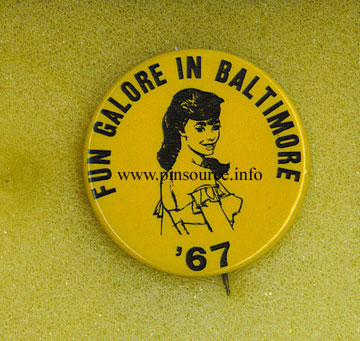 FUN GALORE IN BALTIMORE
www.pinsource.info
'67